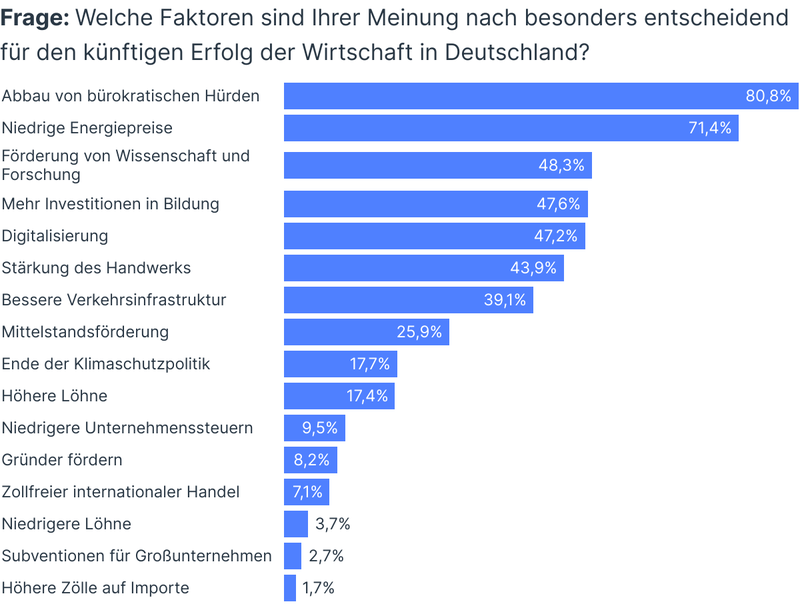 Frage: Welche Faktoren sind Ihrer Meinung nach besonders entscheidend
für den künftigen Erfolg der Wirtschaft in Deutschland?
Abbau von bürokratischen Hürden 80,8%
Niedrige Energiepreise 71,4%
Förderung von Wissenschaft und
Forschung 48,3%
Mehr Investitionen in Bildung 47,6%
Digitalisierung 47,2%
Stärkung des Handwerks 43,9%
Bessere Verkehrsinfrastruktur 39,1%
Mittelstandsförderung 25,9%
Ende der Klimaschutzpolitik 17,7%
Höhere Löhne 17,4%
Niedrigere Unternehmenssteuern 9,5%
Gründer fördern 8,2%
Zollfreier internationaler Handel 7,1%
Niedrigere Löhne 3,7%
Subventionen für Großunternehmen 2,7%
Höhere Zölle auf Importe 1,7%